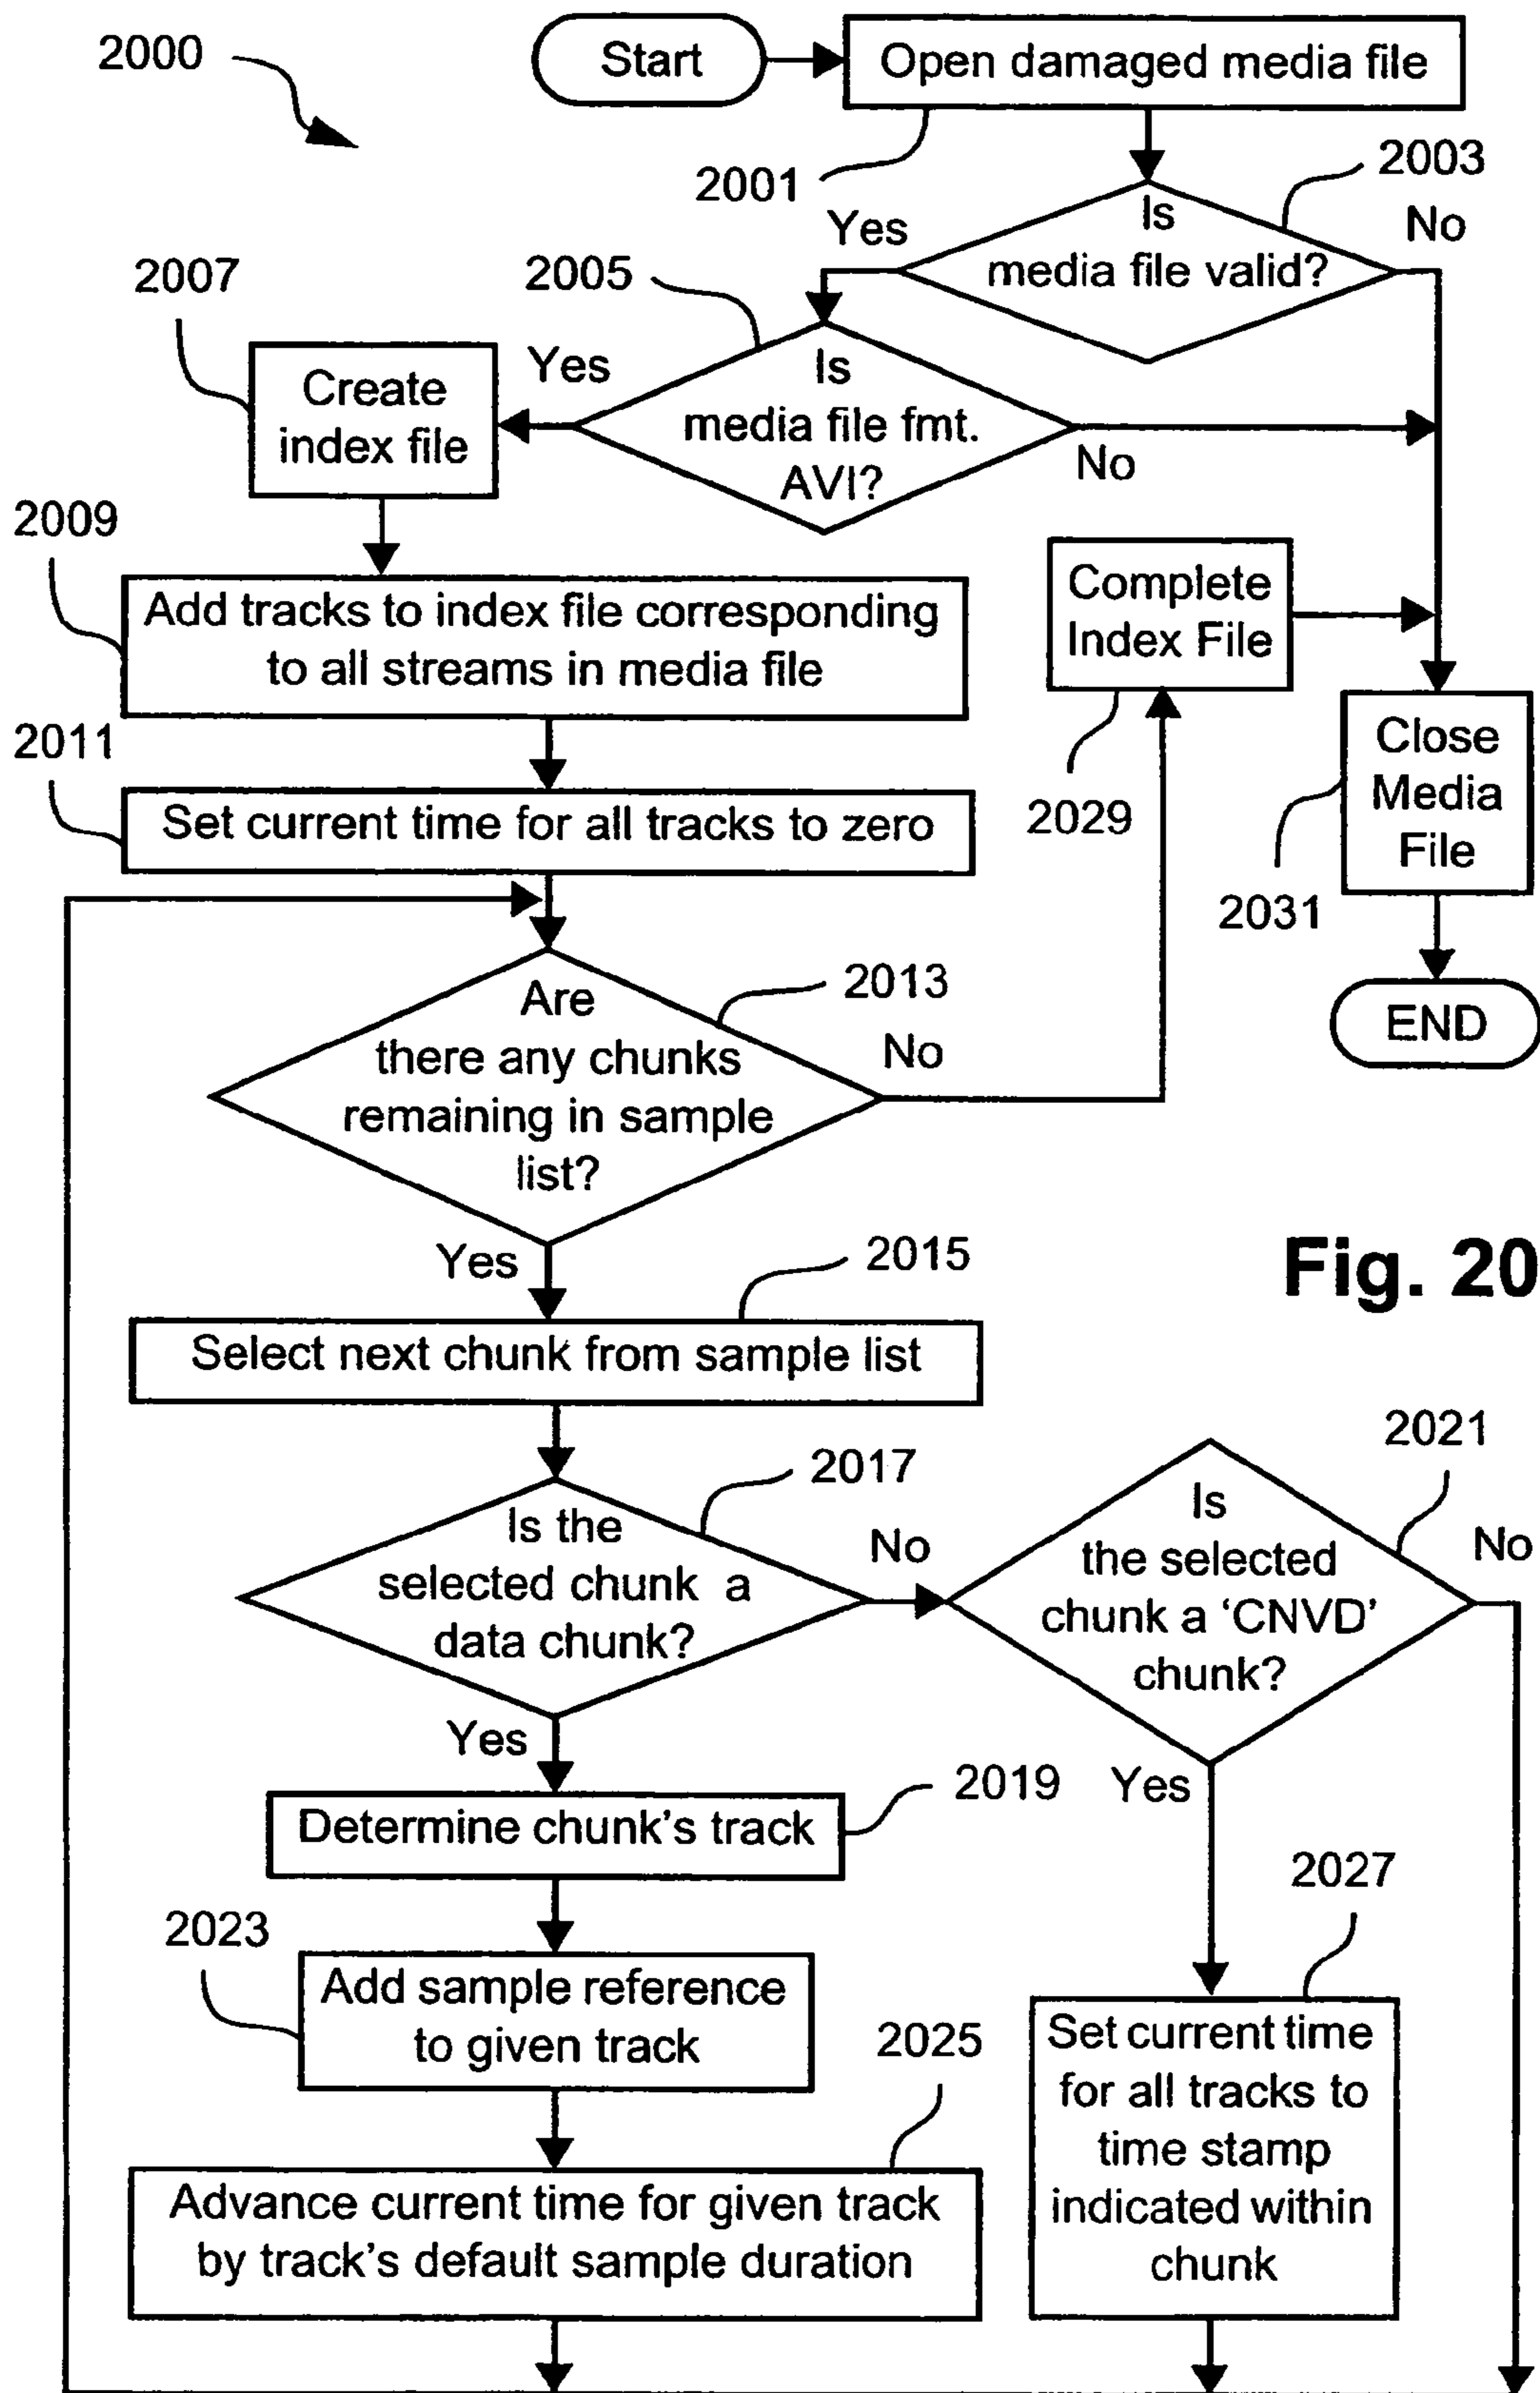 2000
Start
Open damaged media file
2001
2003
Is
media file valid?
Yes
No
2005
Is
media file fmt.
AVI?
Yes
No
2007
Create
index file
2009
Add tracks to index file corresponding
to all streams in media file
Complete
Index File
2029
2011
Set current time for all tracks to zero
Close
Media
File
2031
END
2013
Are
there any chunks
remaining in sample
list?
No
Yes
Fig. 20
2015
Select next chunk from sample list
2017
Is the
selected chunk a
data chunk?
No
Yes
2021
Is
the selected
chunk a ‘CNVD’
chunk?
No
Yes
2019
Determine chunk's track
2023
Add sample reference
to given track
2025
Advance current time for given track
by track's default sample duration
2027
Set current time
for all tracks to
time stamp
indicated within
chunk